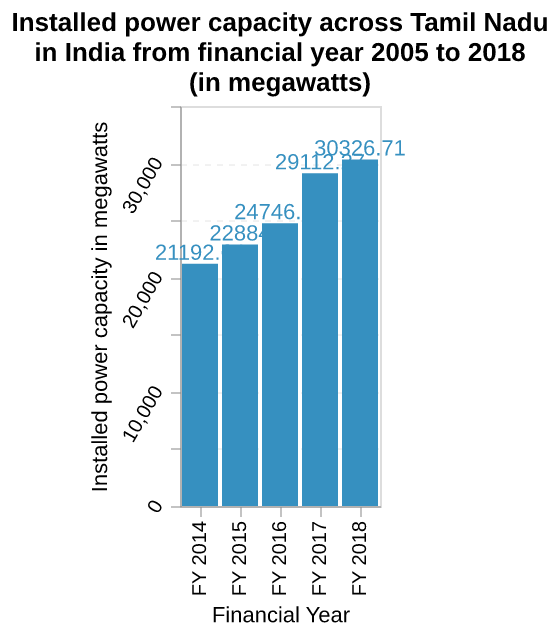 Installed power capacity across Tamil Nadu
in India from financial year 2005 to 2018
(in megawatts)
30326.71
29112.
24746.
22884
21192.
Installed power capacity in megawatts
30,000
20,000
10,000
0
FY 2014
FY 2015
FY 2016
FY 2017
FY 2018
Financial Year